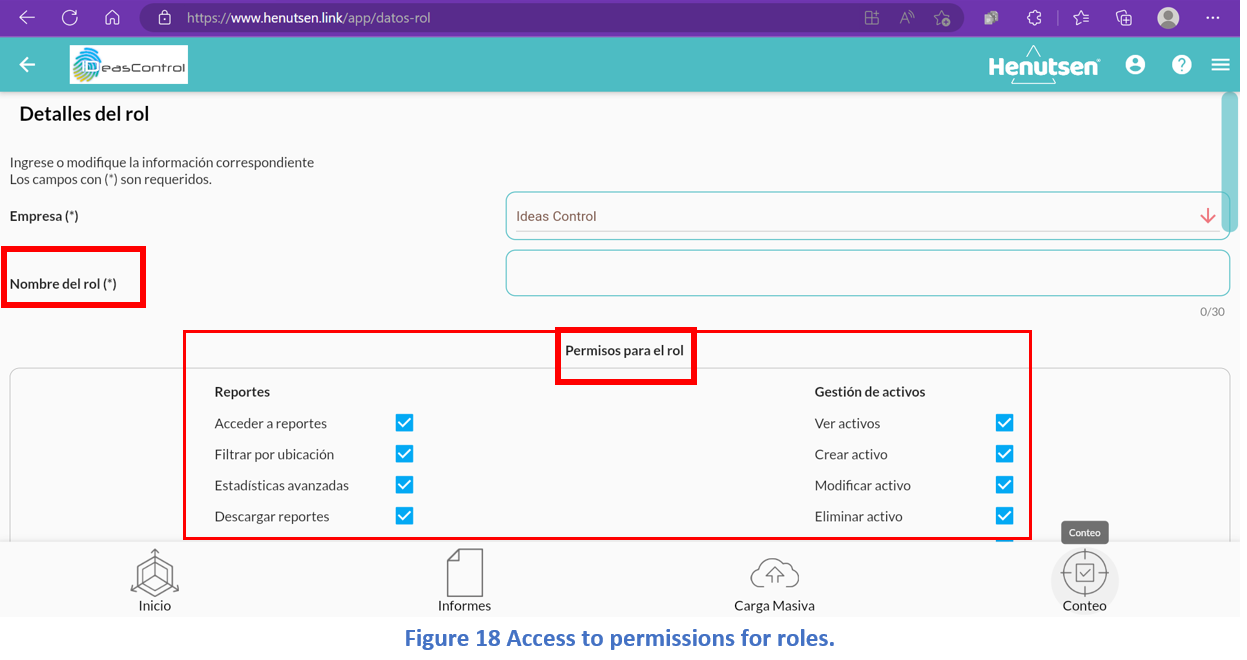 https://www.henutsen.link/app/datos-rol
easControl
Henutsen
Detalles del rol
Ingrese o modifique la información correspondiente
Los campos con (*) son requeridos.
Empresa (*)
Ideas Control
Nombre del rol (*)
0/30
Permisos para el rol
Reportes
Gestión de activos
Acceder a reportes
Ver activos
Filtrar por ubicación
Crear activo
Estadísticas avanzadas
Modificar activo
Descargar reportes
Eliminar activo
Conteo
Inicio
Informes
Carga Masiva
Conteo
Figure 18 Access to permissions for roles.